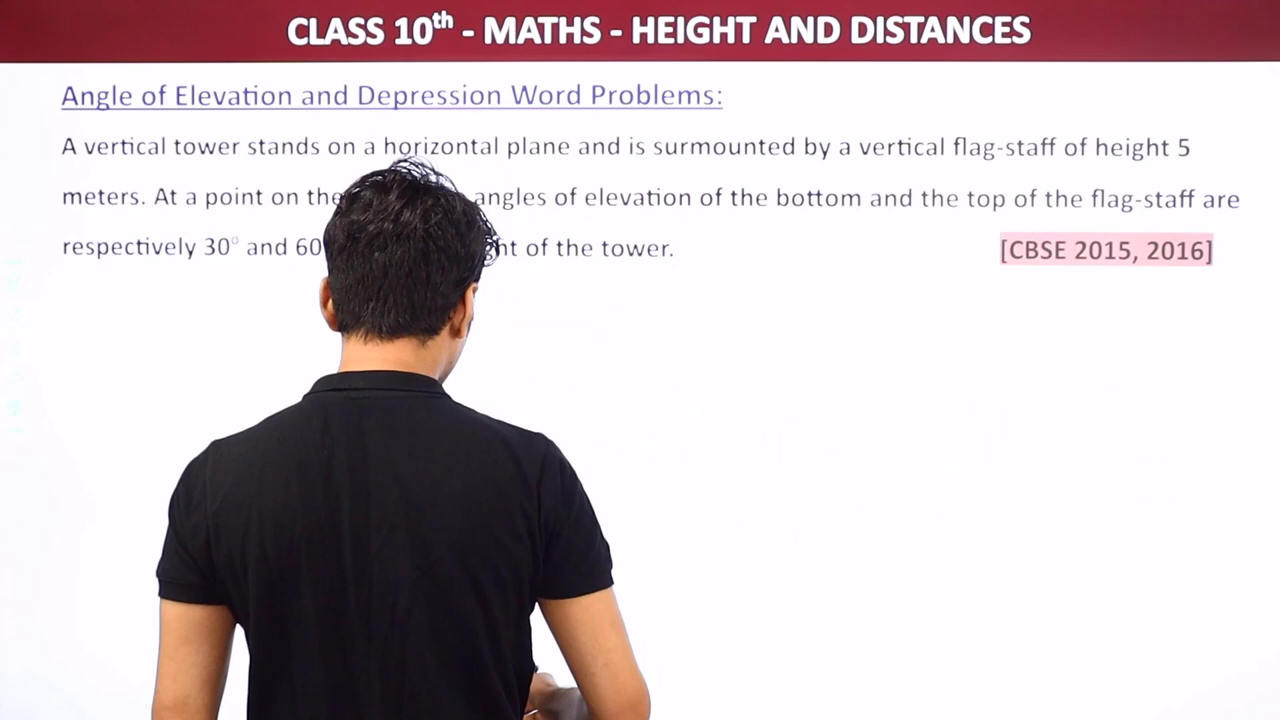 CLASS 10th - MATHS - HEIGHT AND DISTANCES
Angle of Elevation and Depression Word Problems:
A vertical tower stands on a horizontal plane and is surmounted by a vertical flag-staff of height 5
meters. At a point on the angles of elevation of the bottom and the top of the flag-staff are
respectively 30° and 60 of the tower.
[CBSE 2015, 2016]